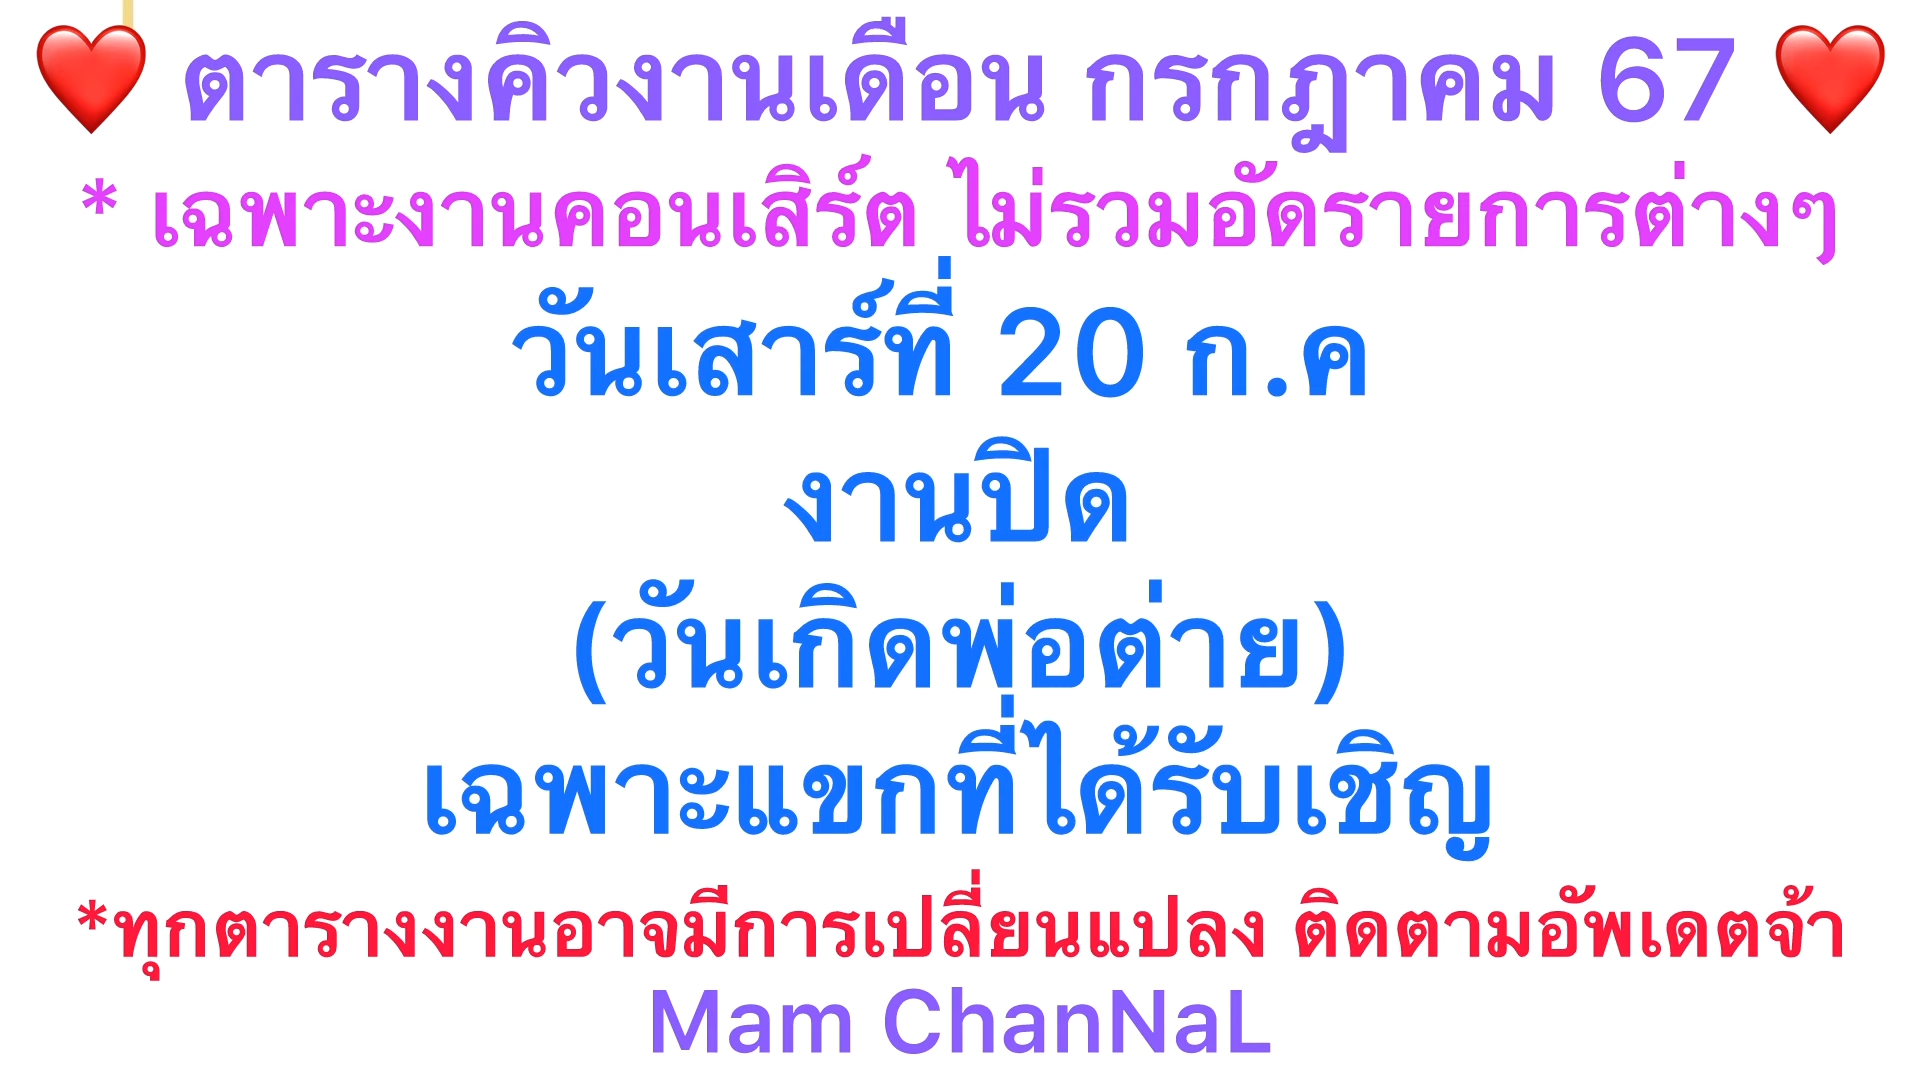 ❤️ ตารางคิวงานเดือน กรกฎาคม 67 ❤️
* เฉพาะงานคอนเสิร์ต ไม่รวมอัดรายการต่างๆ
วันเสาร์ที่ 20 ก.ค
งานปิด
(วันเกิดพ่อต่าย)
เฉพาะแขกที่ได้รับเชิญ
*ทุกตารางงานอาจมีการเปลี่ยนแปลง ติดตามอัพเดตจ้า
Mam ChanNaL